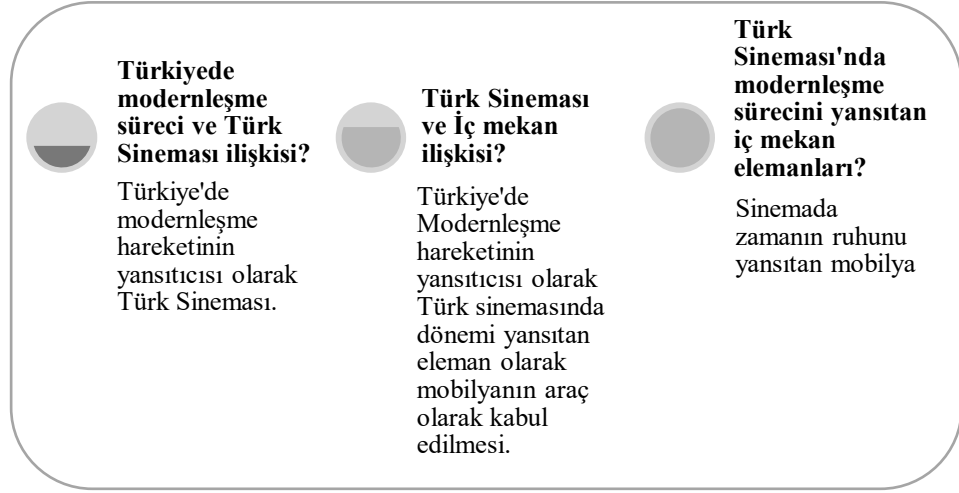 Türkiyede
modernleşme
süreci ve Türk
Sineması ilişkisi?
Türkiye'de
modernleşme
hareketinin
yansıtıcısı olarak
Türk Sineması.
Türk Sineması
ve İç mekan
ilişkisi?
Türkiye'de
Modernleşme
hareketinin
yansıtıcısı olarak
Türk sinemasında
dönemi yansıtan
eleman olarak
mobilyanın araç
olarak kabul
edilmesi.
Türk
Sineması'nda
modernleşme
sürecini yansıtan
iç mekan
elemanları?
Sinemada
zamanın ruhunu
yansıtan mobilya